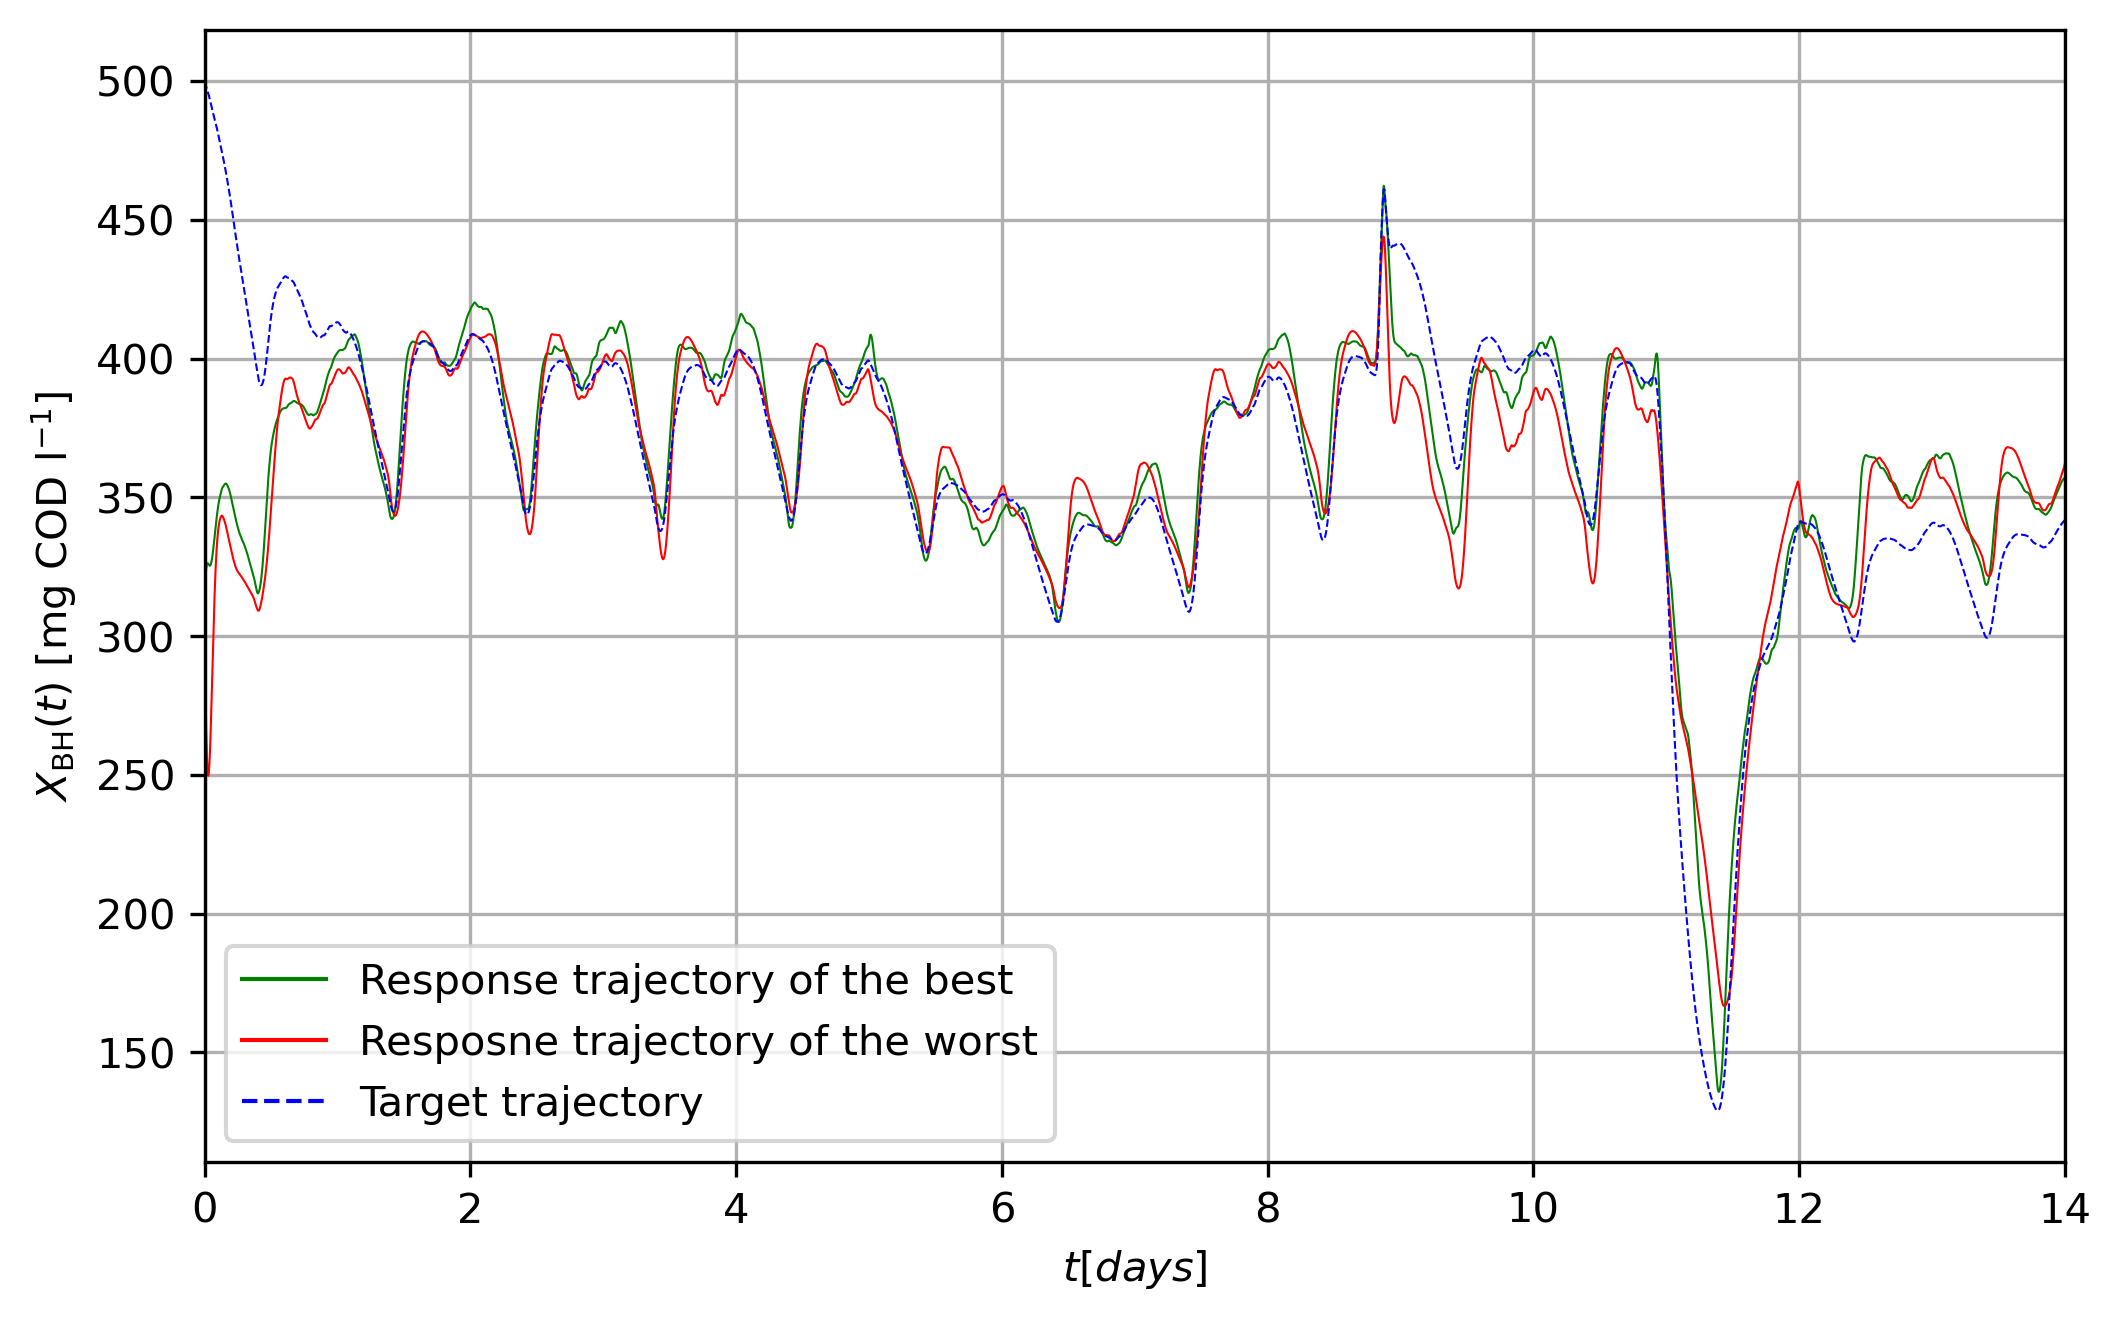 500
450
400
350
300
250
200
150
X_BH(t) [mg COD l⁻¹]
Response trajectory of the best
Resposne trajectory of the worst
Target trajectory
0 2 4 6 8 10 12 14
t[days]